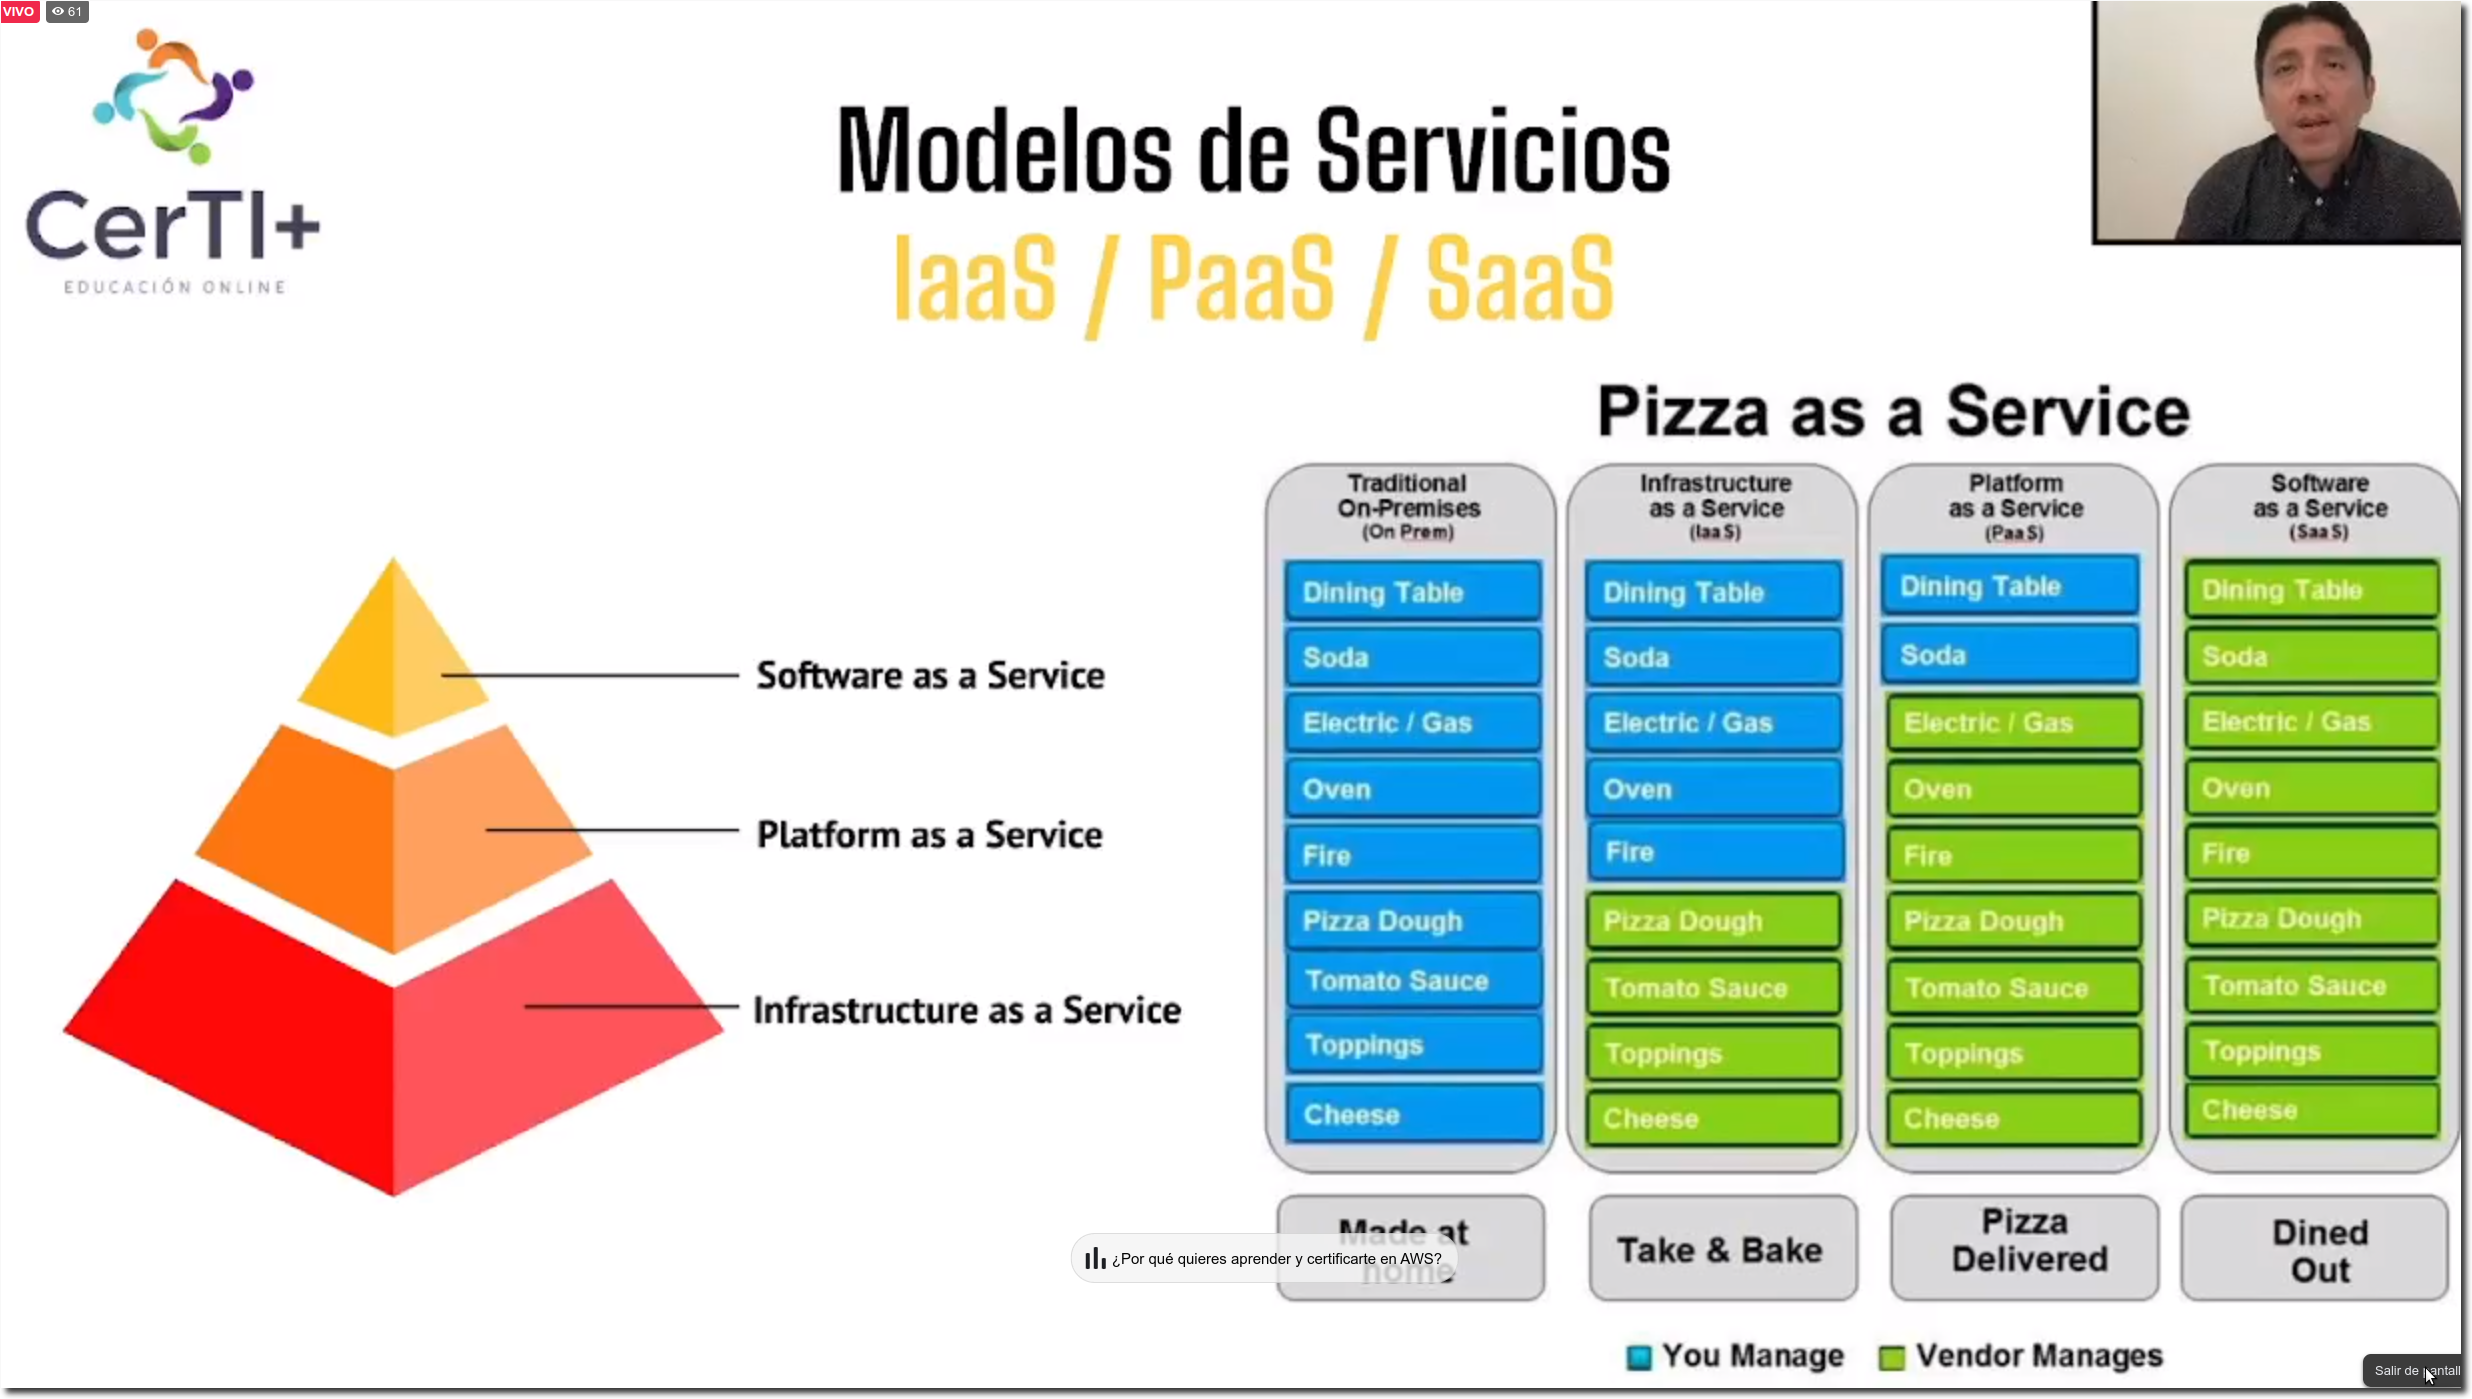 VIVO
61
CerTI+
EDUCACIÓN ONLINE
Modelos de Servicios
IaaS / PaaS / SaaS
Software as a Service
Platform as a Service
Infrastructure as a Service
Pizza as a Service
Traditional
On-Premises
(On Prem)
Dining Table
Soda
Electric / Gas
Oven
Fire
Pizza Dough
Tomato Sauce
Toppings
Cheese
Made at
home
Infrastructure
as a Service
(IaaS)
Dining Table
Soda
Electric / Gas
Oven
Fire
Pizza Dough
Tomato Sauce
Toppings
Cheese
Take & Bake
Platform
as a Service
(PaaS)
Dining Table
Soda
Electric / Gas
Oven
Fire
Pizza Dough
Tomato Sauce
Toppings
Cheese
Pizza
Delivered
Software
as a Service
(SaaS)
Dining Table
Soda
Electric / Gas
Oven
Fire
Pizza Dough
Tomato Sauce
Toppings
Cheese
Dined
Out
¿Por qué quieres aprender y certificarte en AWS?
You Manage
Vendor Manages
Salir de